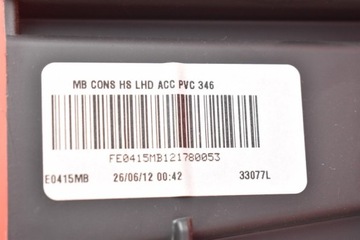 MB CONS HS LHD ACC PVC 346
FE0415MB121780053
E0415MB 26/06/12 00:42 33077L